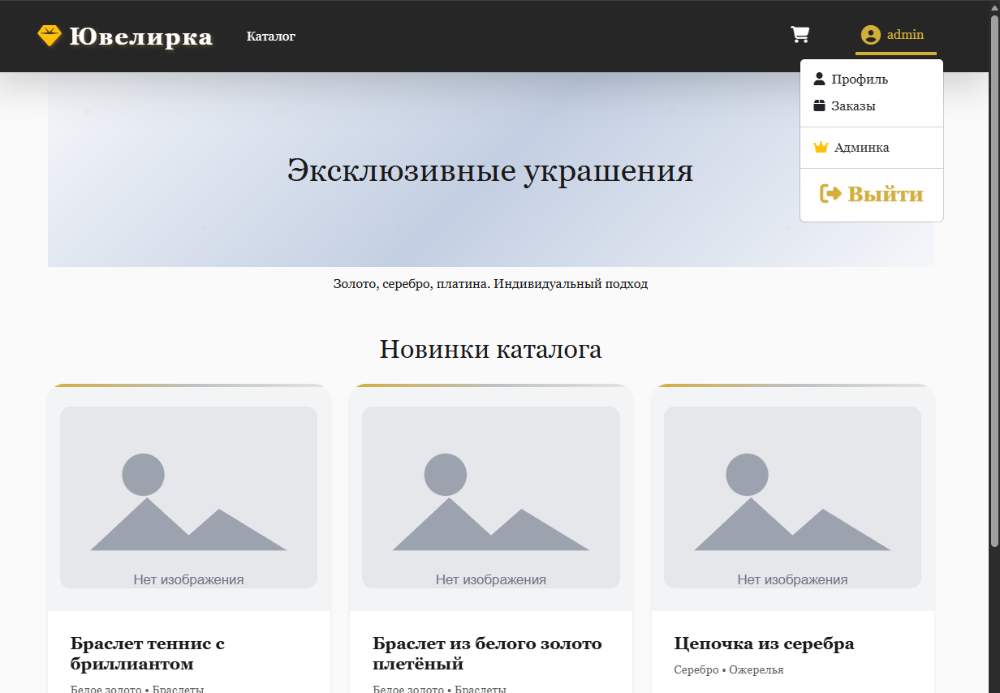 Ювелирка
Каталог
admin
Профиль
Заказы
Админка
Выйти
Эксклюзивные украшения
Золото, серебро, платина. Индивидуальный подход
Новинки каталога
Нет изображения
Нет изображения
Нет изображения
Браслет теннис с
бриллиантом
Белое золото • Браслеты
Браслет из белого золото
плетёный
Белое золото • Браслеты
Цепочка из серебра
Серебро • Ожерелья